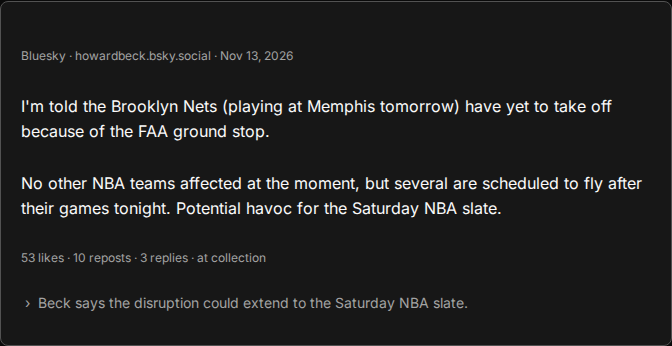 Bluesky · howardbeck.bsky.social · Nov 13, 2026
I'm told the Brooklyn Nets (playing at Memphis tomorrow) have yet to take off
because of the FAA ground stop.
No other NBA teams affected at the moment, but several are scheduled to fly after
their games tonight. Potential havoc for the Saturday NBA slate.
53 likes · 10 reposts · 3 replies · at collection
› Beck says the disruption could extend to the Saturday NBA slate.